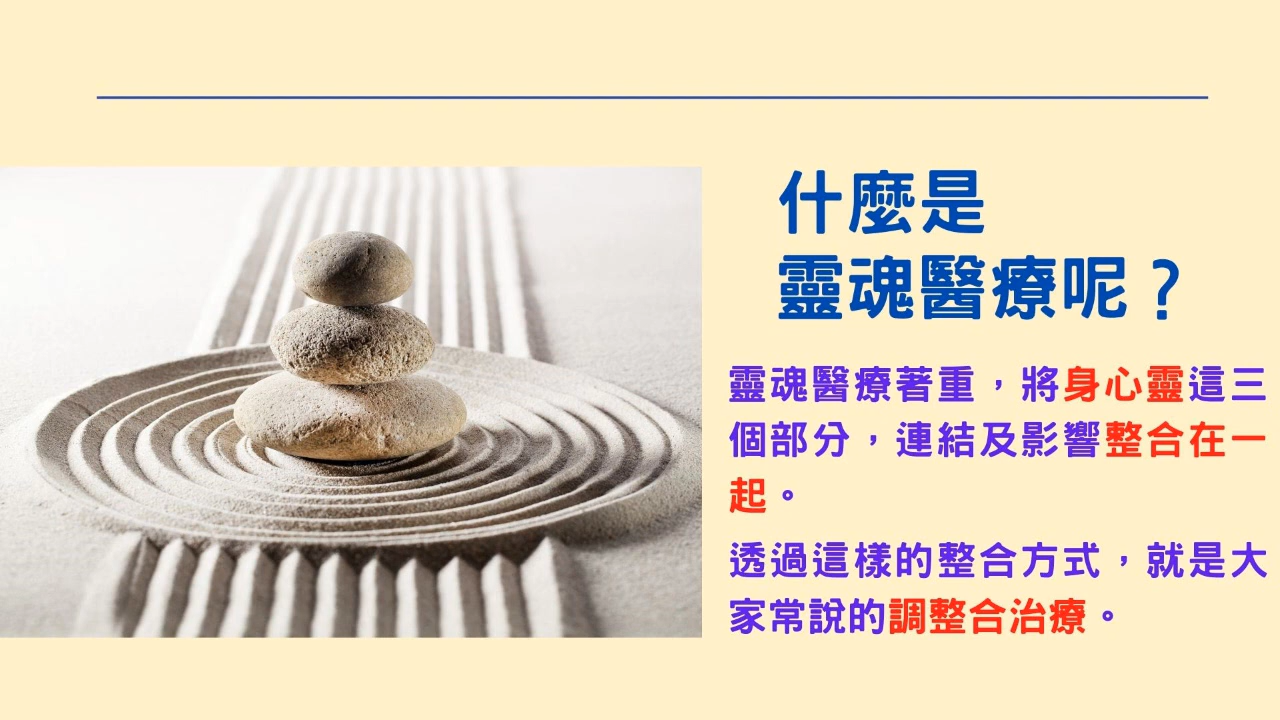 什麼是
靈魂醫療呢？
靈魂醫療著重，將身心靈這三
個部分，連結及影響整合在一
起。
透過這樣的整合方式，就是大
家常說的調整合治療。